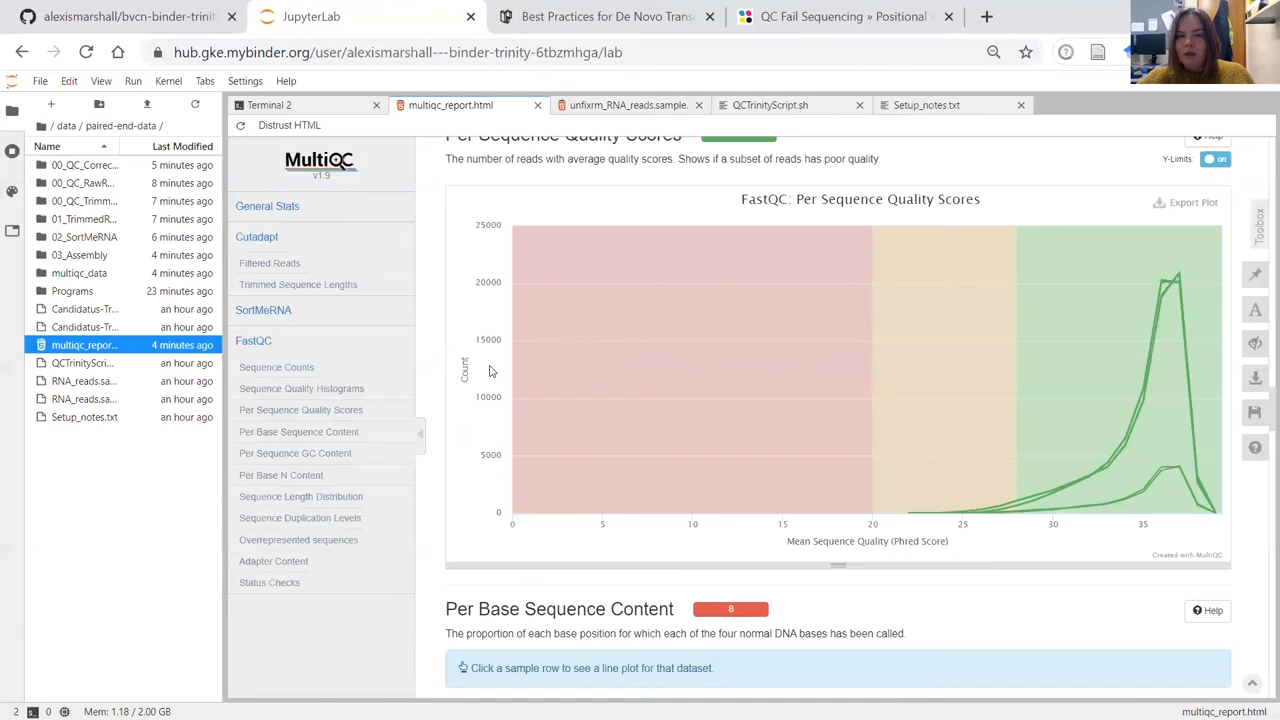 alexismarshall/bvcn-binder-trinit
JupyterLab
Best Practices for De Novo Trans
QC Fail Sequencing » Positional
hub.gke.mybinder.org/user/alexismarshall---binder-trinity-6tbzmhga/lab
File Edit View Run Kernel Tabs Settings Help
Terminal 2
multiqc_report.html
unfixrm_RNA_reads.sample.
QCTrinityScript.sh
Setup_notes.txt
/ data / paired-end-data /
Distrust HTML
Name Last Modified
00_QC_Correc... 5 minutes ago
00_QC_RawR... 8 minutes ago
00_QC_Trimm... 7 minutes ago
01_TrimmedR... 7 minutes ago
02_SortMeRNA 6 minutes ago
03_Assembly 4 minutes ago
multiqc_data 4 minutes ago
Programs 23 minutes ago
Candidatus-Tr... an hour ago
Candidatus-Tr... an hour ago
multiqc_repor... 4 minutes ago
QCTrinityScri... an hour ago
RNA_reads.sa... an hour ago
RNA_reads.sa... an hour ago
Setup_notes.txt an hour ago
MultiQC
v1.9
General Stats
Cutadapt
Filtered Reads
Trimmed Sequence Lengths
SortMeRNA
FastQC
Sequence Counts
Sequence Quality Histograms
Per Sequence Quality Scores
Per Base Sequence Content
Per Sequence GC Content
Per Base N Content
Sequence Length Distribution
Sequence Duplication Levels
Overrepresented sequences
Adapter Content
Status Checks
Per Sequence Quality Scores
Help
The number of reads with average quality scores. Shows if a subset of reads has poor quality.
Y-Limits: on
FastQC: Per Sequence Quality Scores
Export Plot
Toolbox
25000
20000
15000
10000
5000
0
Count
0 5 10 15 20 25 30 35
Mean Sequence Quality (Phred Score)
Created with MultiQC
Per Base Sequence Content 8
Help
The proportion of each base position for which each of the four normal DNA bases has been called.
Click a sample row to see a line plot for that dataset.
2 0 Mem: 1.18 / 2.00 GB
multiqc_report.html